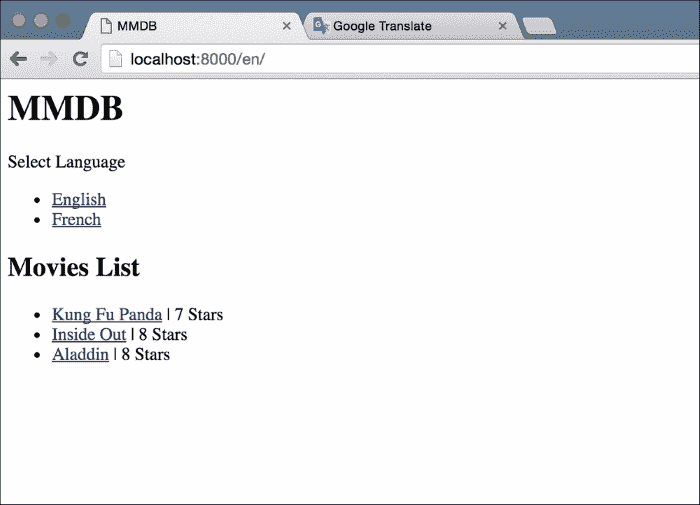 MMDB
Google Translate
localhost:8000/en/
MMDB
Select Language
English
French
Movies List
Kung Fu Panda | 7 Stars
Inside Out | 8 Stars
Aladdin | 8 Stars